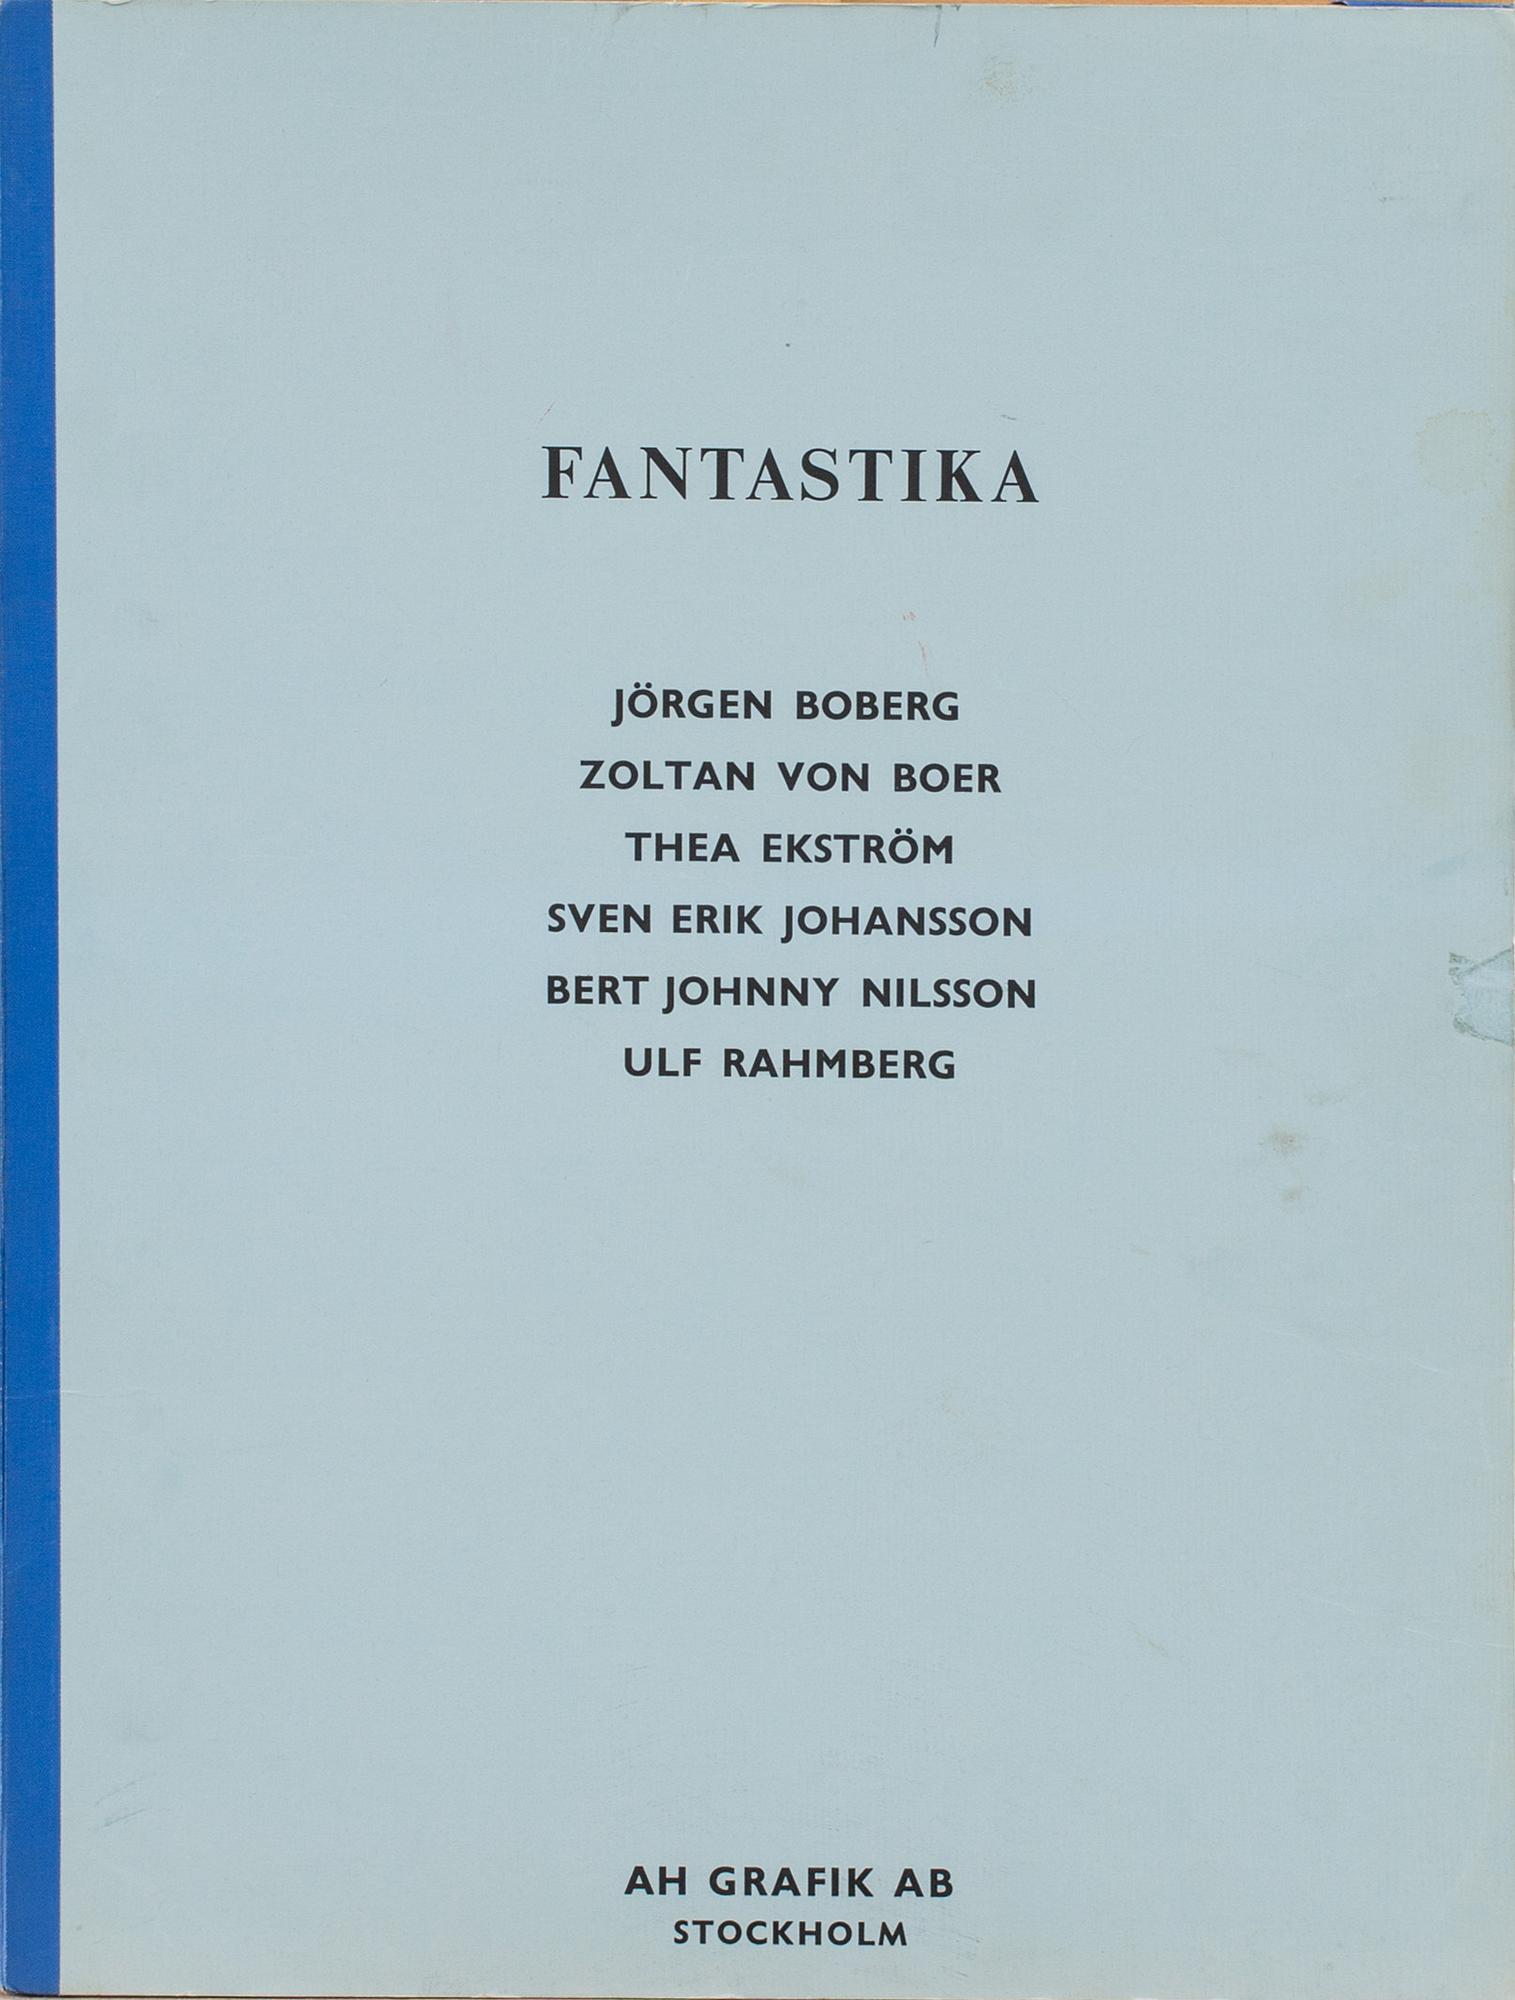 FANTASTIKA
JÖRGEN BOBERG
ZOLTAN VON BOER
THEA EKSTRÖM
SVEN ERIK JOHANSSON
BERT JOHNNY NILSSON
ULF RAHMBERG
AH GRAFIK AB
STOCKHOLM